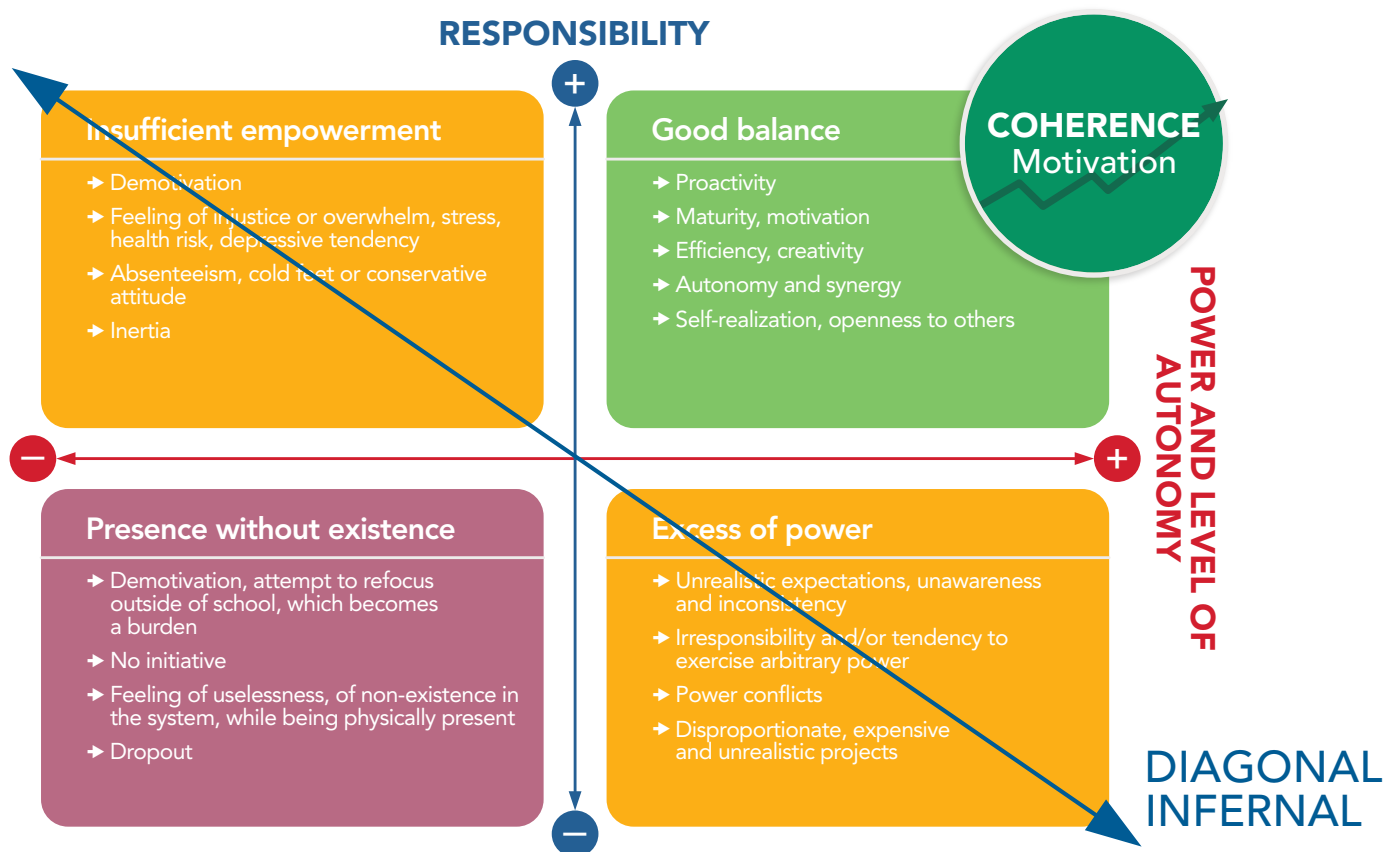 RESPONSIBILITY
+
Insufficient empowerment
Demotivation
Feeling of injustice or overwhelm, stress,
health risk, depressive tendency
Absenteeism, cold feet or conservative
attitude
Inertia
Good balance
Proactivity
Maturity, motivation
Efficiency, creativity
Autonomy and synergy
Self-realization, openness to others
COHERENCE
Motivation
−
+
POWER AND LEVEL OF
AUTONOMY
Presence without existence
Demotivation, attempt to refocus
outside of school, which becomes
a burden
No initiative
Feeling of uselessness, of non-existence in
the system, while being physically present
Dropout
Excess of power
Unrealistic expectations, unawareness
and inconsistency
Irresponsibility and/or tendency to
exercise arbitrary power
Power conflicts
Disproportionate, expensive
and unrealistic projects
−
DIAGONAL
INFERNAL